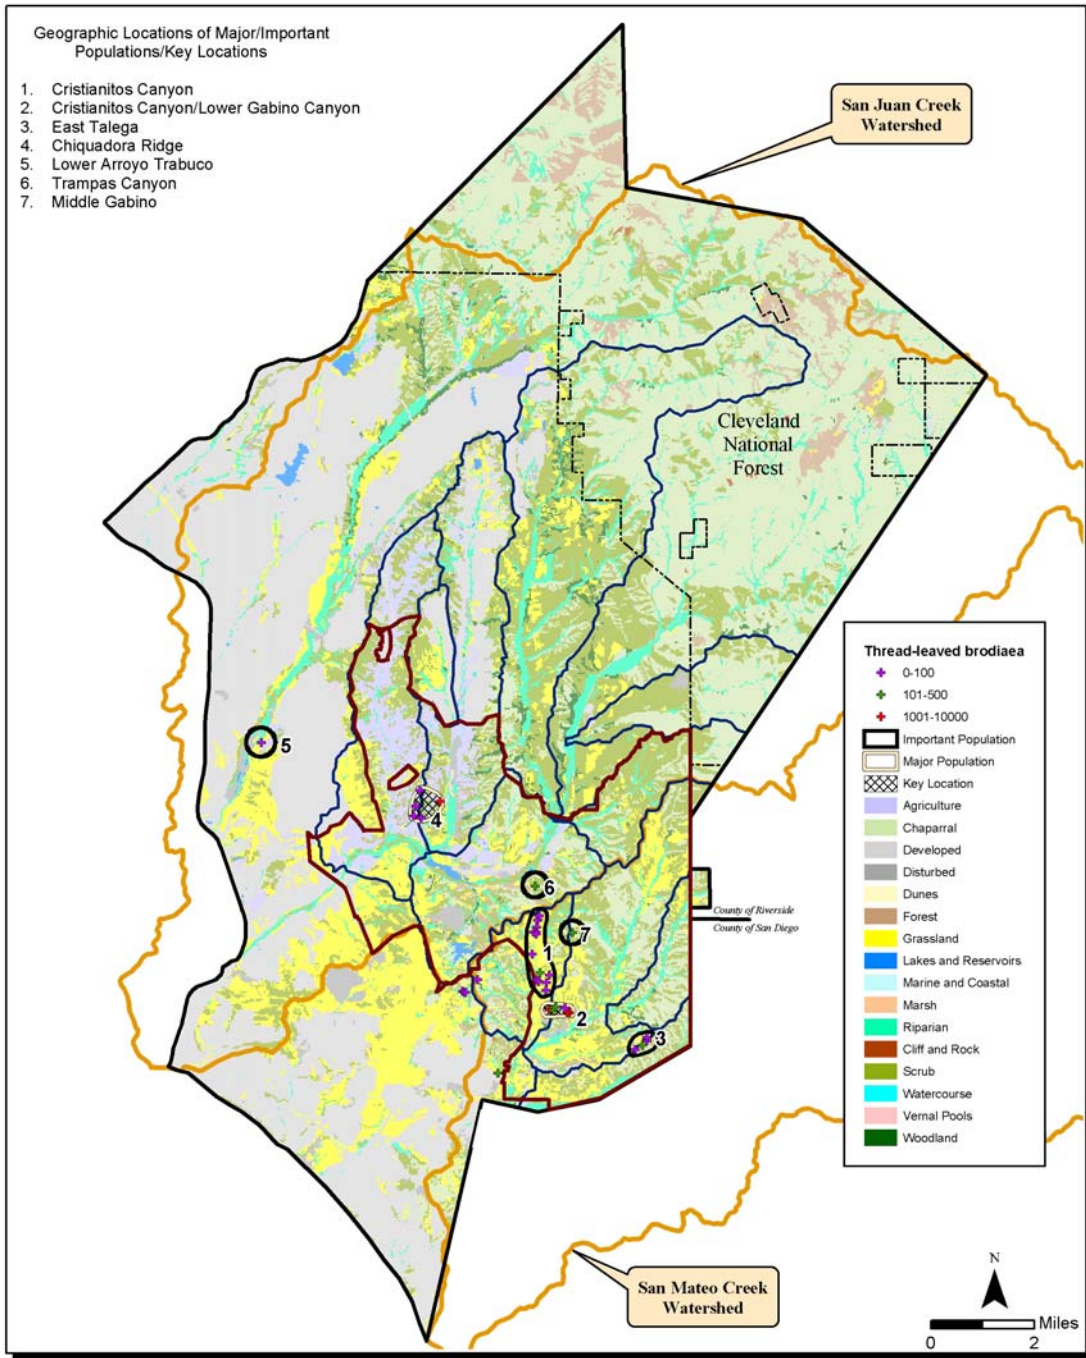 Geographic Locations of Major/Important
Populations/Key Locations
1. Cristianitos Canyon
2. Cristianitos Canyon/Lower Gabino Canyon
3. East Talega
4. Chiquadora Ridge
5. Lower Arroyo Trabuco
6. Trampas Canyon
7. Middle Gabino
San Juan Creek
Watershed
Cleveland
National
Forest
Thread-leaved brodiaea
0-100
101-500
1001-10000
Important Population
Major Population
Key Location
Agriculture
Chaparral
Developed
Disturbed
Dunes
Forest
Grassland
Lakes and Reservoirs
Marine and Coastal
Marsh
Riparian
Cliff and Rock
Scrub
Watercourse
Vernal Pools
Woodland
5
4
6
County of Riverside
County of San Diego
7
1
2
3
San Mateo Creek
Watershed
N
Miles
0 2